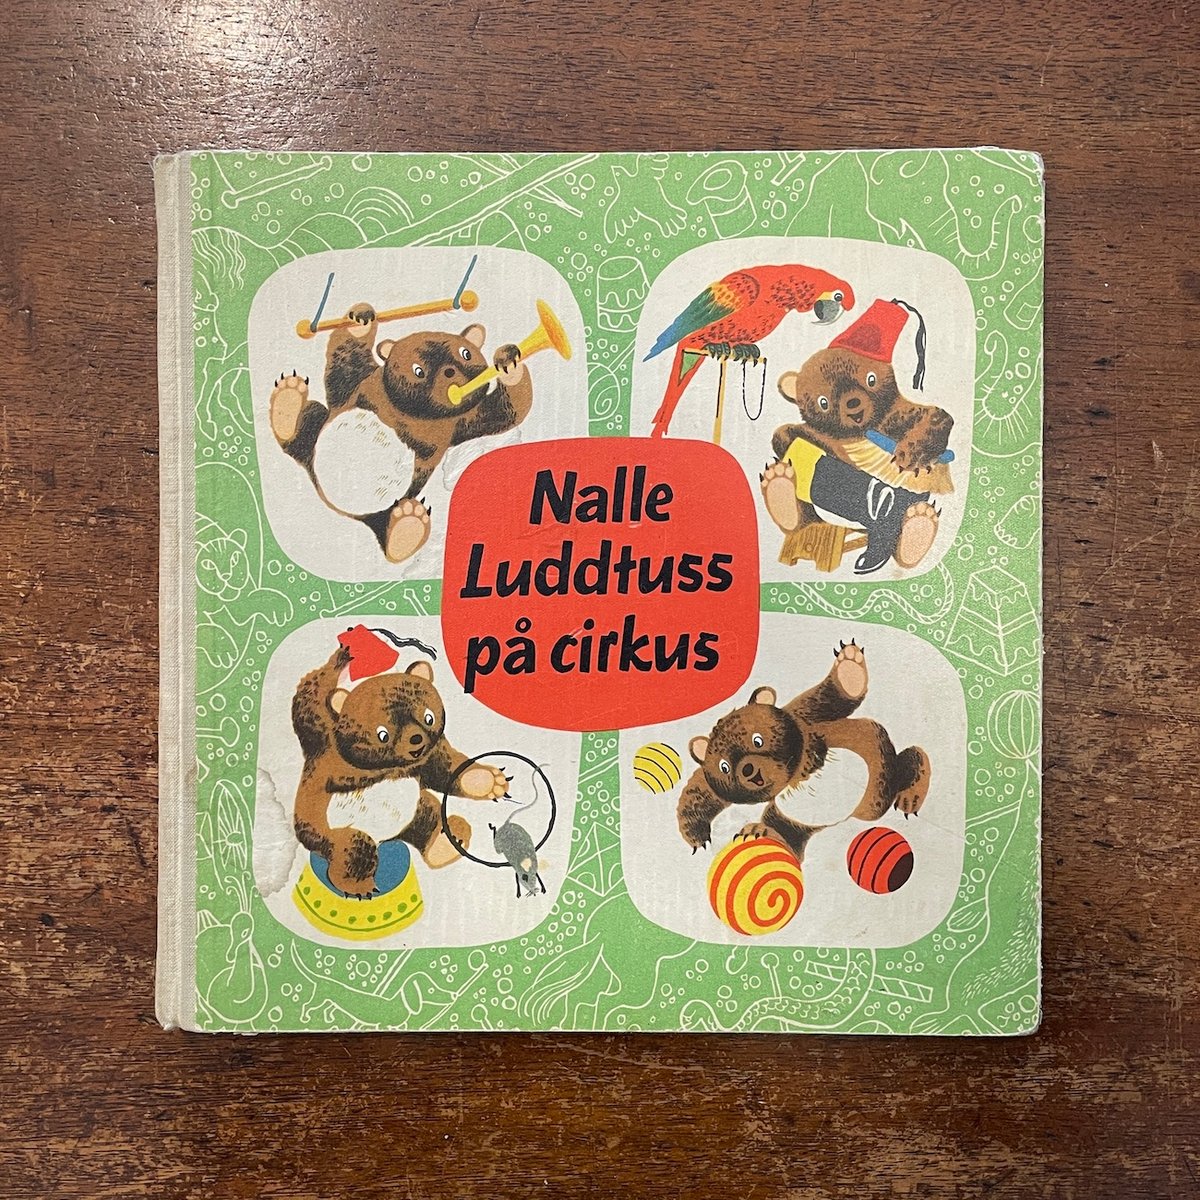 Nalle
Luddtuss
på cirkus